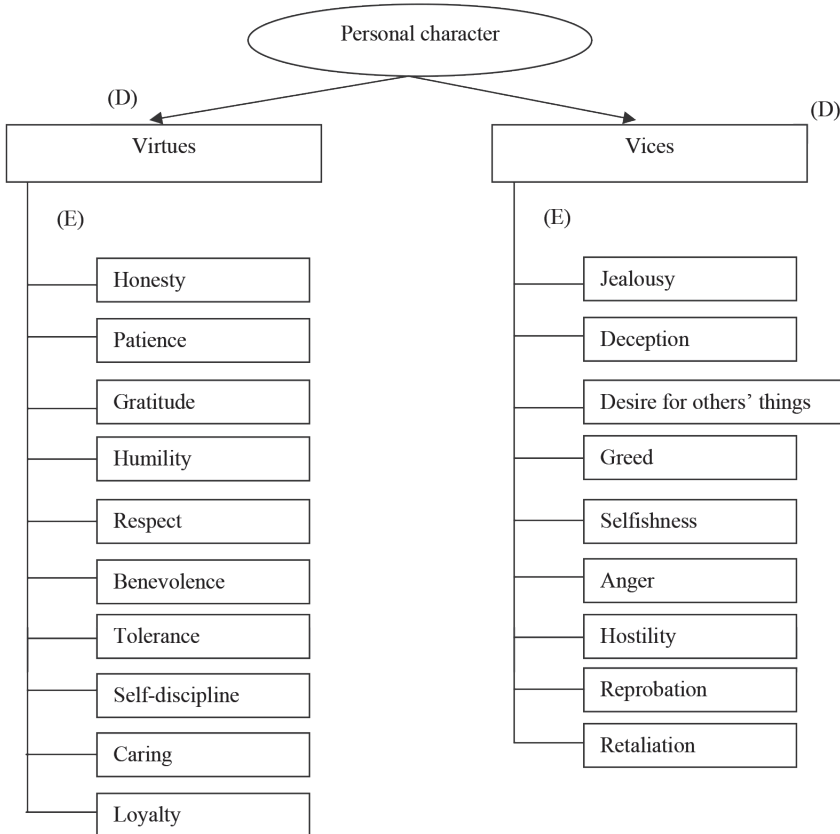 Personal character
(D)
(D)
Virtues
Vices
(E)
Honesty
Patience
Gratitude
Humility
Respect
Benevolence
Tolerance
Self-discipline
Caring
Loyalty
(E)
Jealousy
Deception
Desire for others’ things
Greed
Selfishness
Anger
Hostility
Reprobation
Retaliation